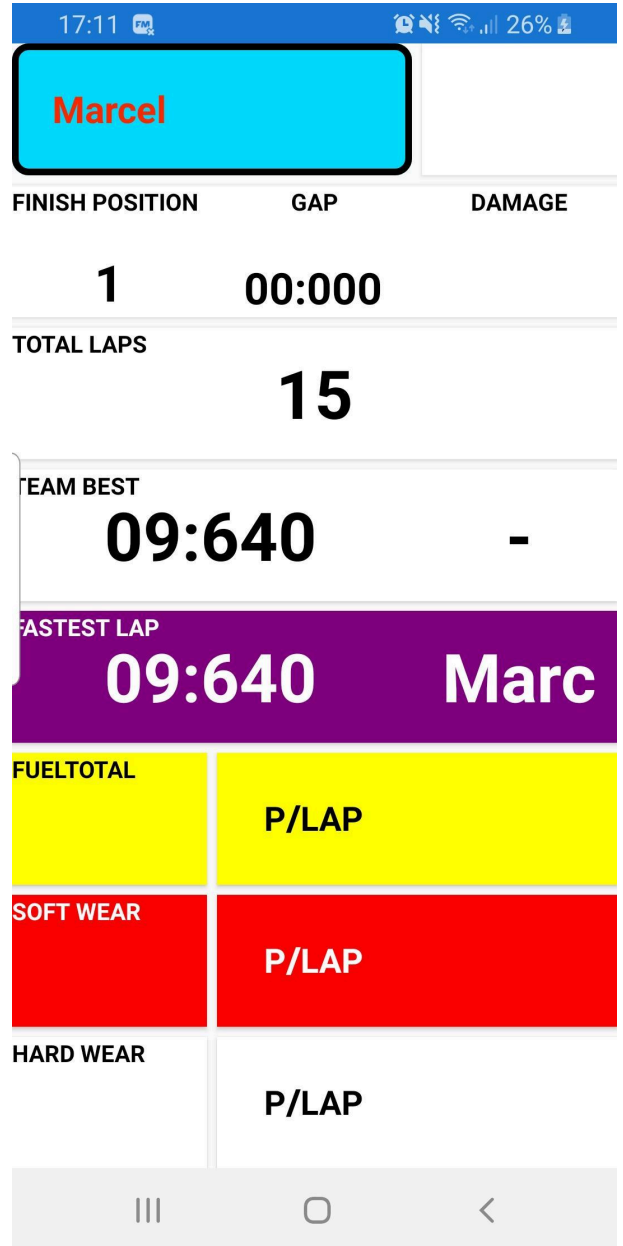 17:11 FM 26%
Marcel
FINISH POSITION GAP DAMAGE
1 00:000
TOTAL LAPS
15
TEAM BEST
09:640 -
FASTEST LAP
09:640 Marc
FUELTOTAL
P/LAP
SOFT WEAR
P/LAP
HARD WEAR
P/LAP